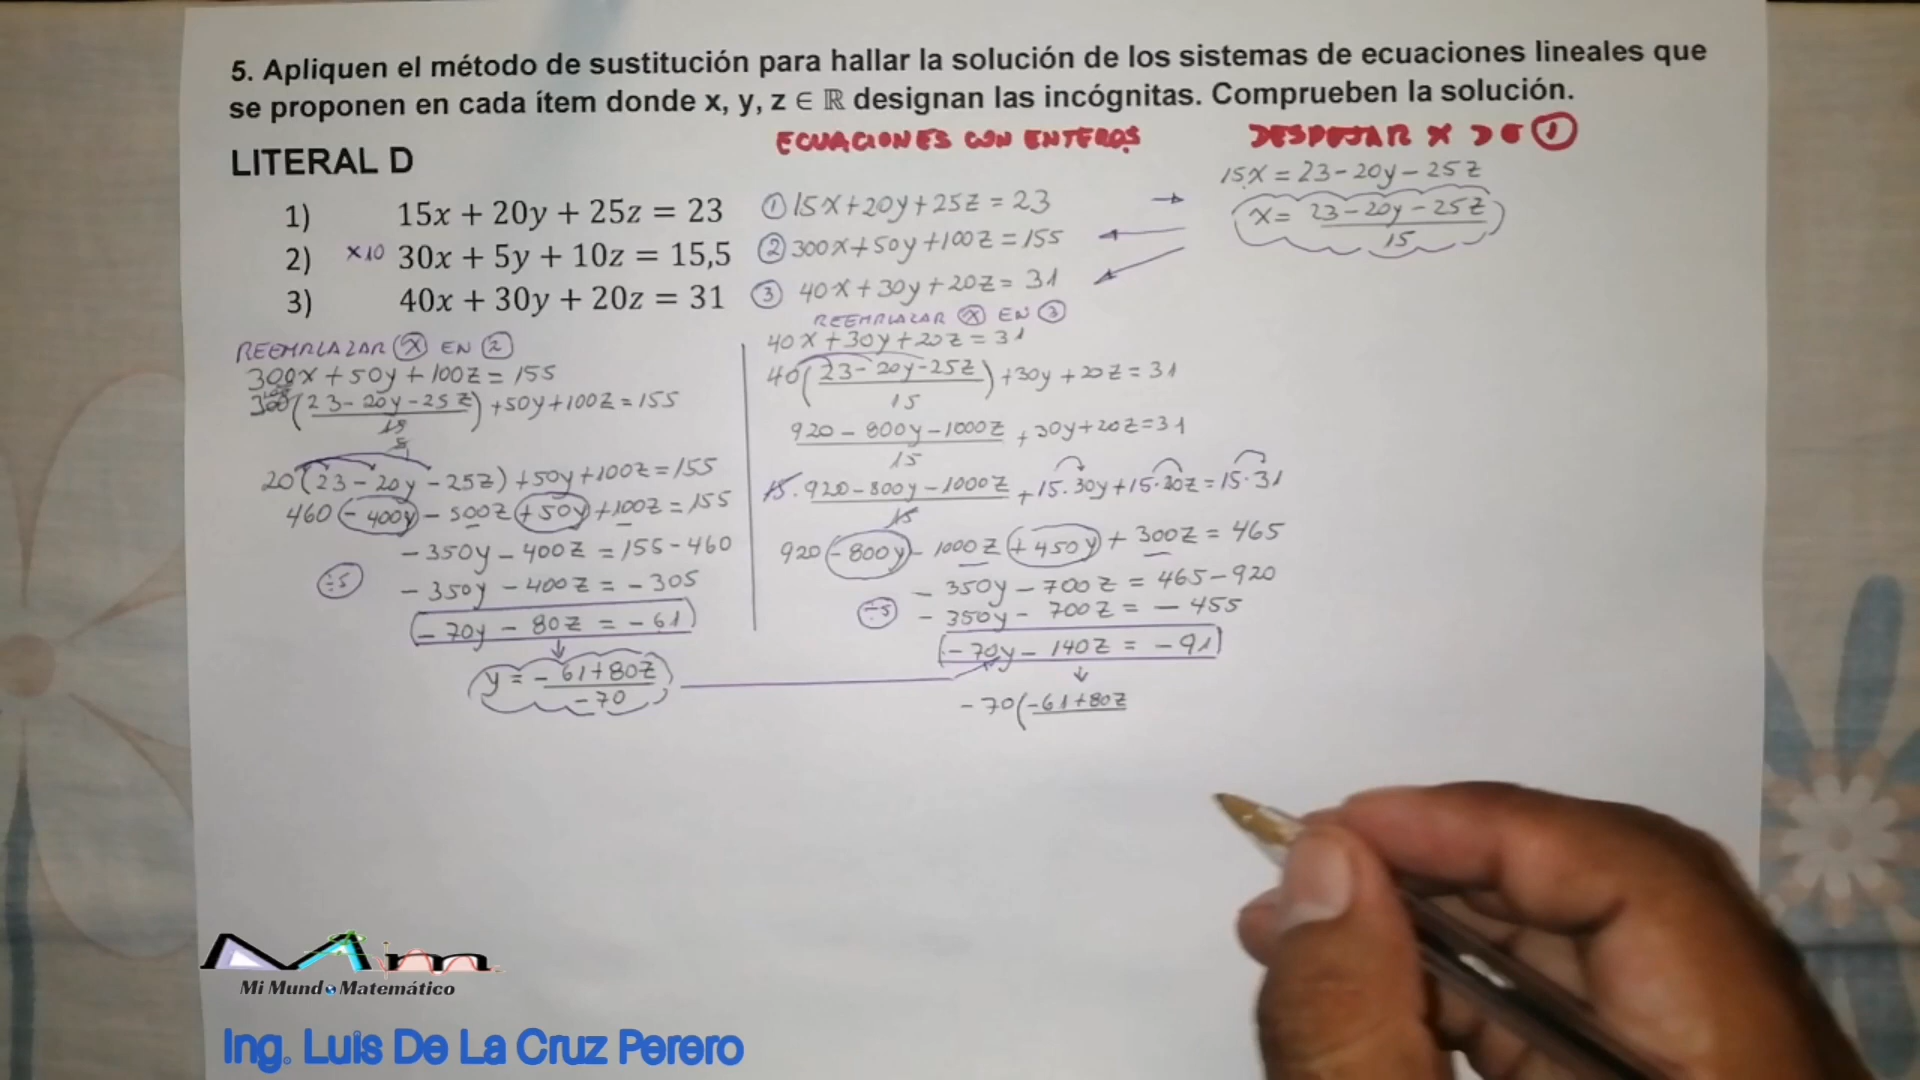 5. Apliquen el método de sustitución para hallar la solución de los sistemas de ecuaciones lineales que
se proponen en cada ítem donde x, y, z ∈ ℝ designan las incógnitas. Comprueben la solución.
LITERAL D
1) 15x + 20y + 25z = 23
2) ×10 30x + 5y + 10z = 15,5
3) 40x + 30y + 20z = 31
ECUACIONES CON ENTEROS
① 15x+20y+25z = 23
② 300x+50y+100z = 155
③ 40x+30y+20z = 31
DESPEJAR X DE ①
15x = 23-20y-25z
x = 23-20y-25z
15
REEMPLAZAR ⓧ EN ②
300x+50y+100z = 155
300(23-20y-25z)+50y+100z=155
15
20(23-20y-25z)+50y+100z=155
460-400y-500z+50y+100z=155
-350y-400z=155-460
÷5 -350y-400z=-305
-70y-80z=-61
y = -61+80z
-70
REEMPLAZAR ⓧ EN ③
40x+30y+20z=31
40(23-20y-25z)+30y+20z=31
15
920-800y-1000z+30y+20z=31
15
15.920-800y-1000z+15.30y+15.20z=15.31
15
920-800y-1000z+450y+300z=465
-350y-700z=465-920
÷5 -350y-700z=-455
-70y-140z=-91
-70(-61+80z
Mim
Mi Mundo Matemático
Ing. Luis De La Cruz Perero